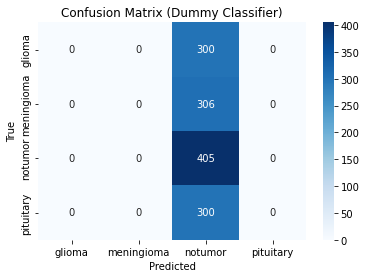 Confusion Matrix (Dummy Classifier)
True
glioma
0 0 300 0
meningioma
0 0 306 0
notumor
0 0 405 0
pituitary
0 0 300 0
glioma meningioma notumor pituitary
Predicted
400
350
300
250
200
150
100
50
0